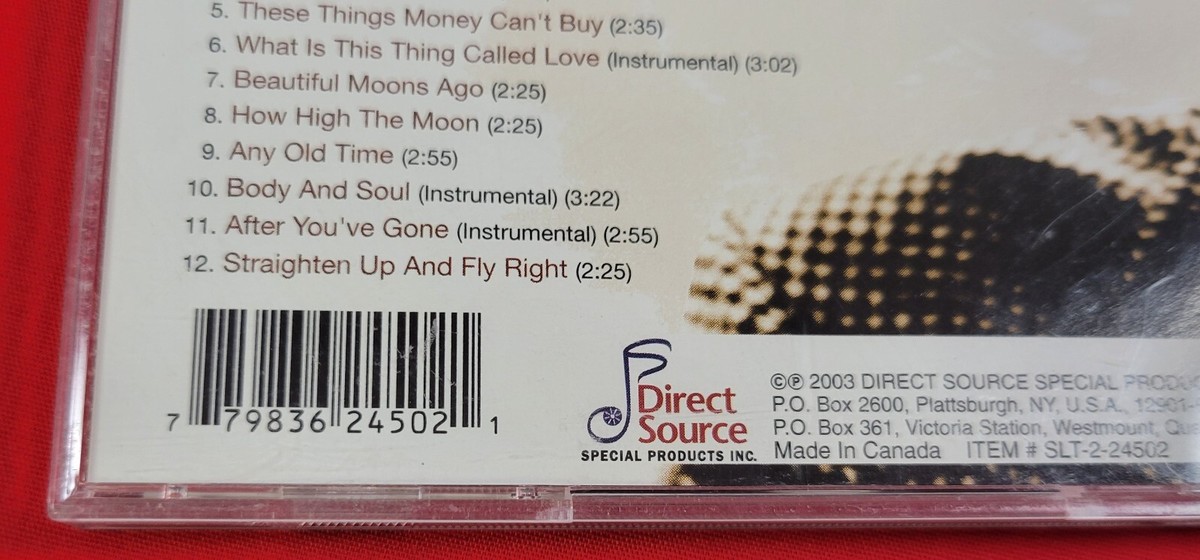 5. These Things Money Can't Buy (2:35)
6. What Is This Thing Called Love (Instrumental) (3:02)
7. Beautiful Moons Ago (2:25)
8. How High The Moon (2:25)
9. Any Old Time (2:55)
10. Body And Soul (Instrumental) (3:22)
11. After You've Gone (Instrumental) (2:55)
12. Straighten Up And Fly Right (2:25)
7 79836 24502 1
Direct
Source
SPECIAL PRODUCTS INC.
©℗ 2003 DIRECT SOURCE SPECIAL
P.O. Box 2600, Plattsburgh, NY, U.S.A. 12901-
P.O. Box 361, Victoria Station, Westmount,
Made In Canada ITEM # SLT-2-24502